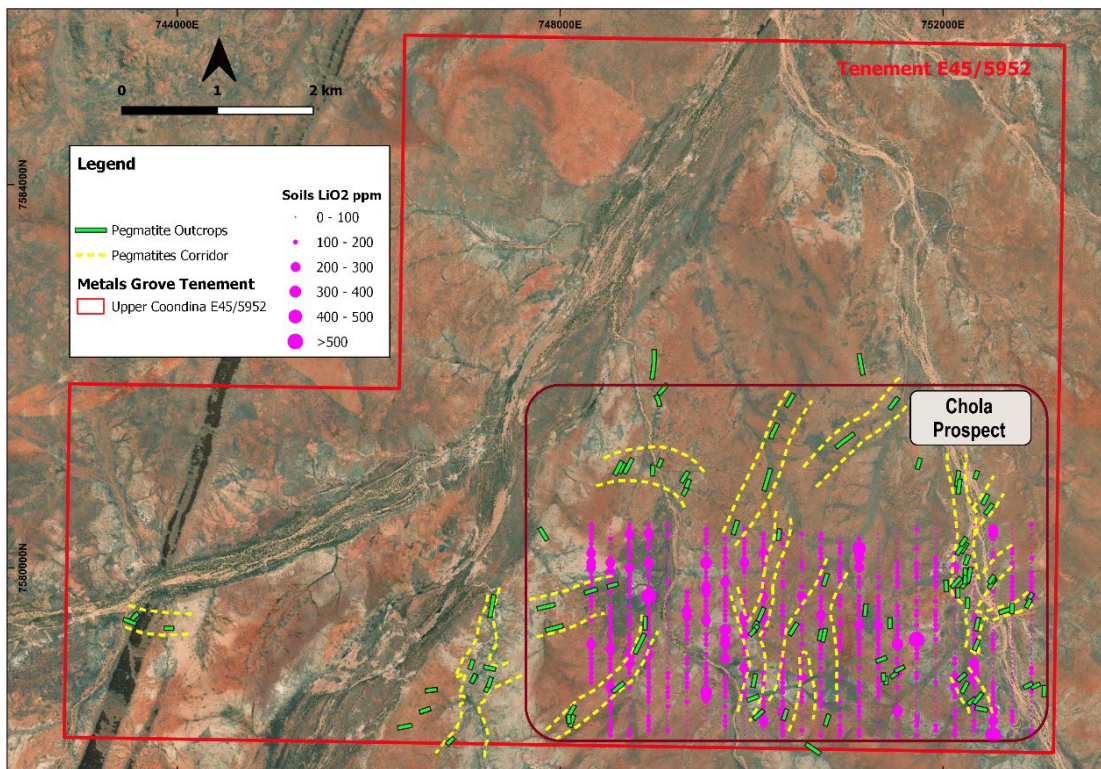 744000E
748000E
752000E
Tenement E45/5952
0 1 2 km
7584000N
7580000N
Legend
Pegmatite Outcrops
Pegmatites Corridor
Metals Grove Tenement
Upper Coondina E45/5952
Soils LiO2 ppm
0 - 100
100 - 200
200 - 300
300 - 400
400 - 500
>500
Chola
Prospect